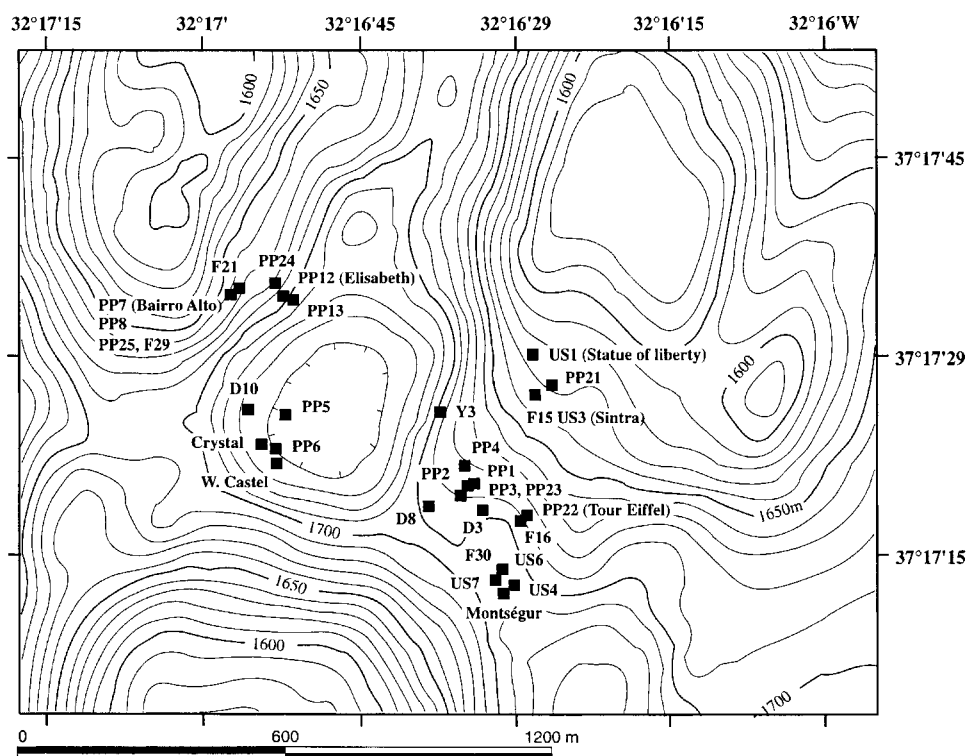 32°17'15
32°17'
32°16'45
32°16'29
32°16'15
32°16'W
1600
1650
1600
37°17'45
F21
PP24
PP12 (Elisabeth)
PP7 (Bairro Alto)
PP13
PP8
PP25, F29
US1 (Statue of liberty)
37°17'29
1600
PP21
D10
PP5
Y3
F15 US3 (Sintra)
Crystal
PP6
W. Castel
PP4
PP2
PP1
PP3, PP23
D8
D3
PP22 (Tour Eiffel)
F16
1650m
1700
F30
US6
37°17'15
1650
US7
US4
Montségur
1600
1700
0
600
1200 m